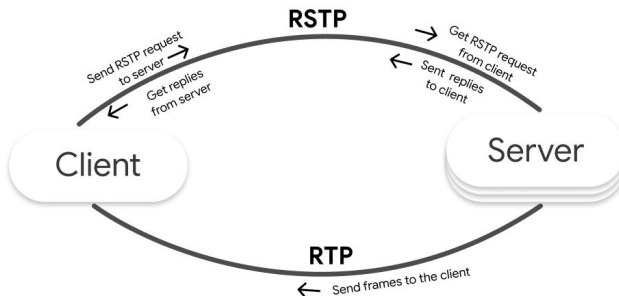 RSTP
Send RSTP request
to server
Get replies
from server
Get RSTP request
from client
Sent replies
to client
Client
Server
RTP
Send frames to the client